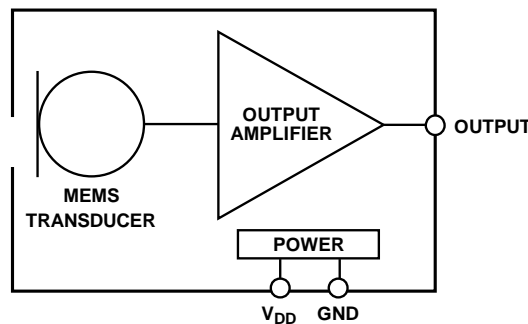 OUTPUT
AMPLIFIER
OUTPUT
MEMS
TRANSDUCER
POWER
VDD GND